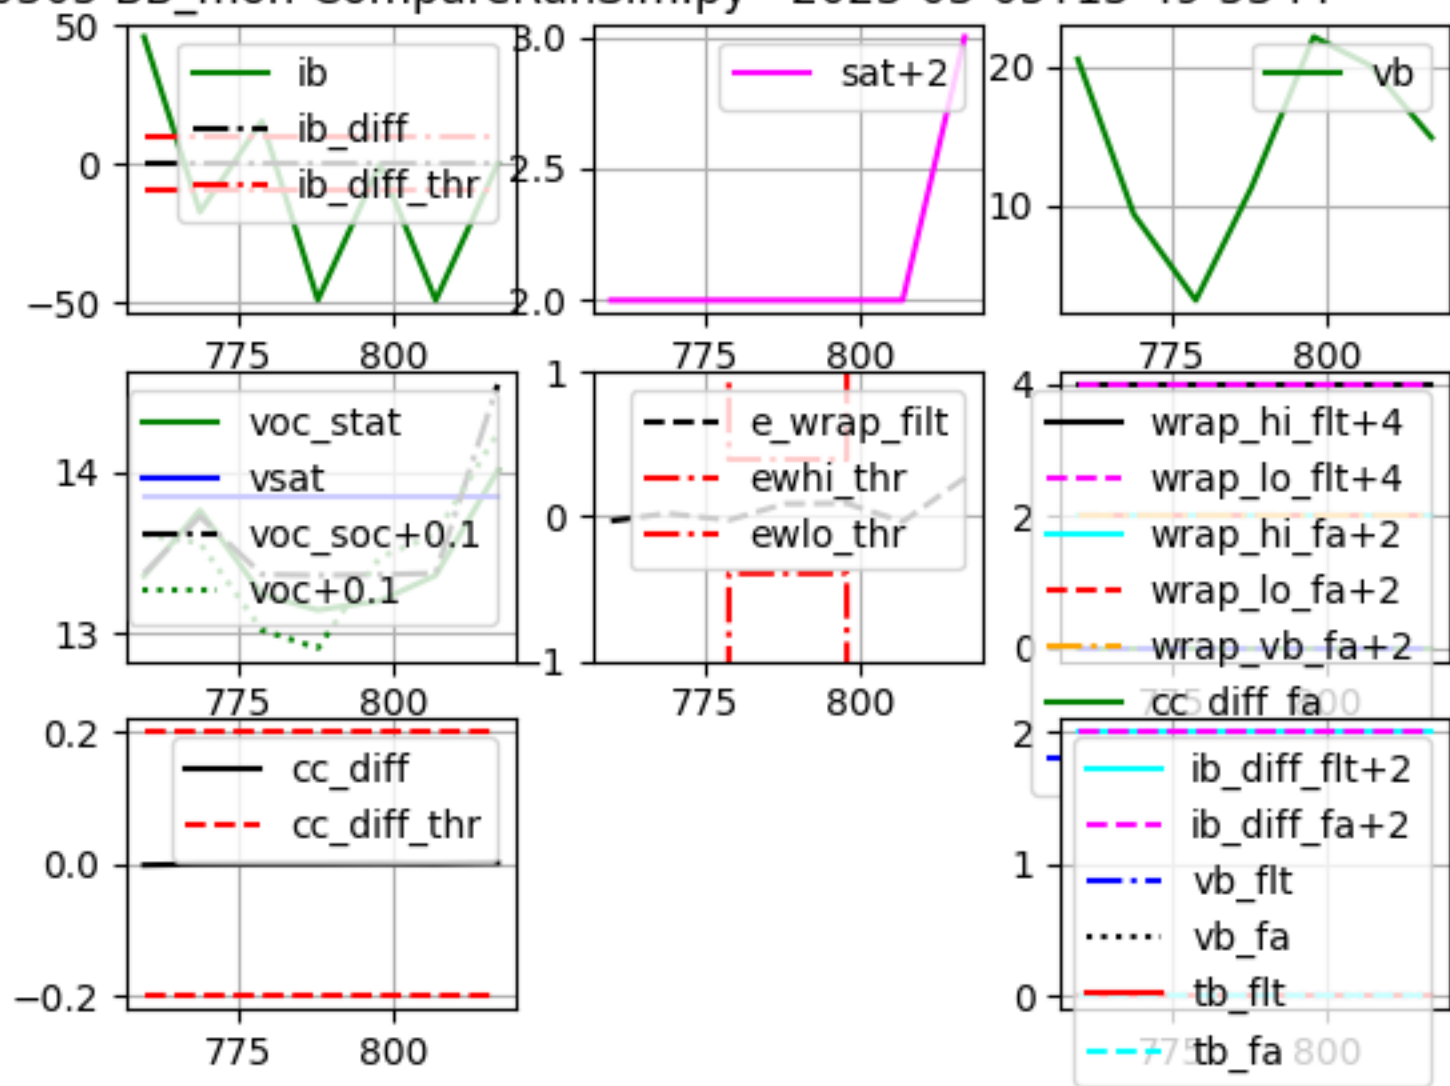 50
0
−50
ib
ib_diff
ib_diff_thr
775 800
3.0
2.5
2.0
sat+2
775 800
20
10
vb
775 800
14
13
voc_stat
vsat
voc_soc+0.1
voc+0.1
775 800
1
0
−1
e_wrap_filt
ewhi_thr
ewlo_thr
775 800
4
2
0
wrap_hi_flt+4
wrap_lo_flt+4
wrap_hi_fa+2
wrap_lo_fa+2
wrap_vb_fa+2
cc_diff_fa
775 800
0.2
0.0
−0.2
cc_diff
cc_diff_thr
775 800
2
1
0
ib_diff_flt+2
ib_diff_fa+2
vb_flt
vb_fa
tb_flt
tb_fa
775 800